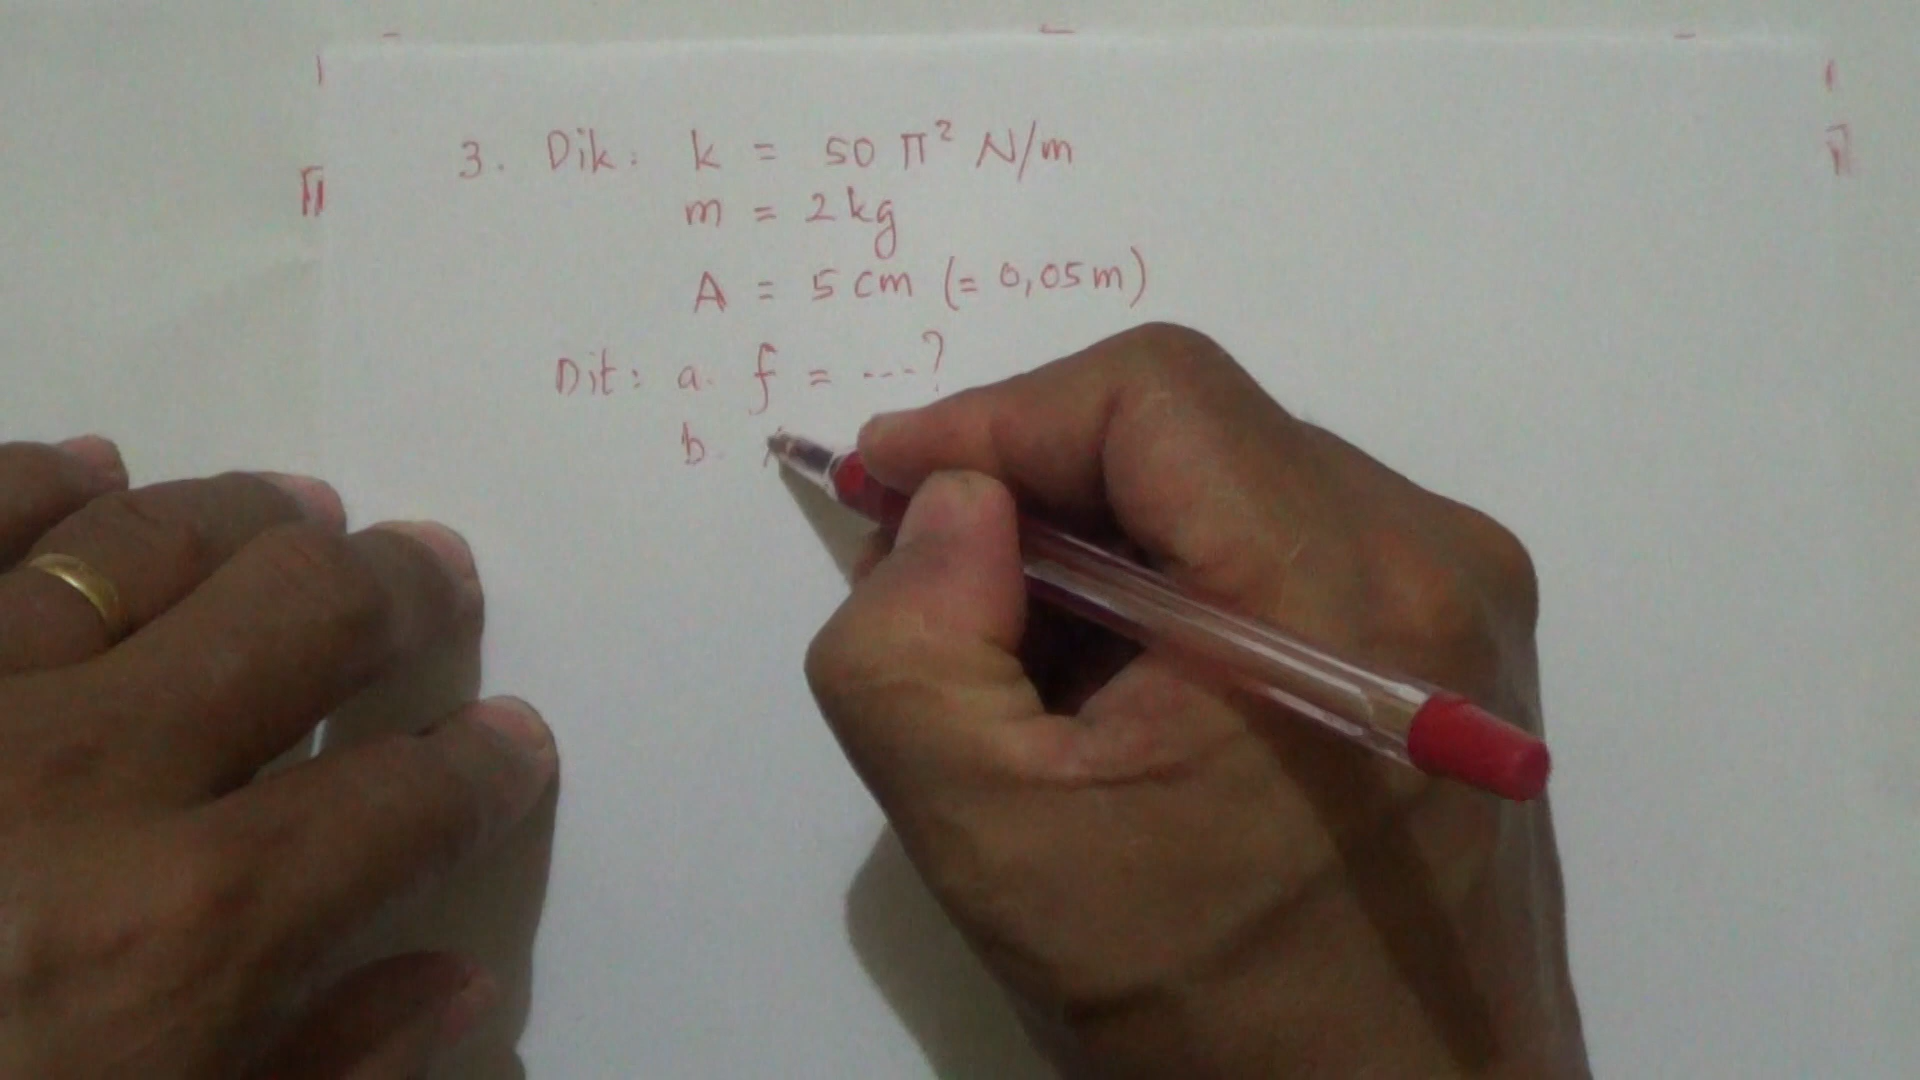 3. Dik: k = 50 π² N/m
m = 2 kg
A = 5 cm (= 0,05 m)
Dit: a. f = ---?
b.